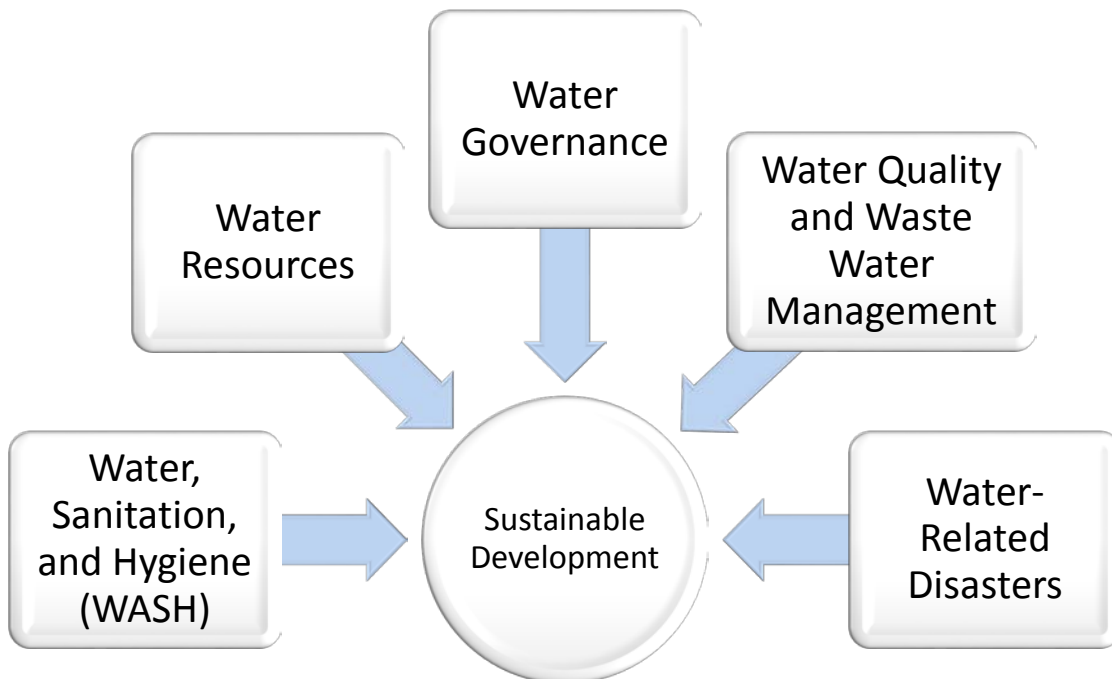 Water
Governance
Water
Resources
Water Quality
and Waste
Water
Management
Water,
Sanitation,
and Hygiene
(WASH)
Sustainable
Development
Water-
Related
Disasters